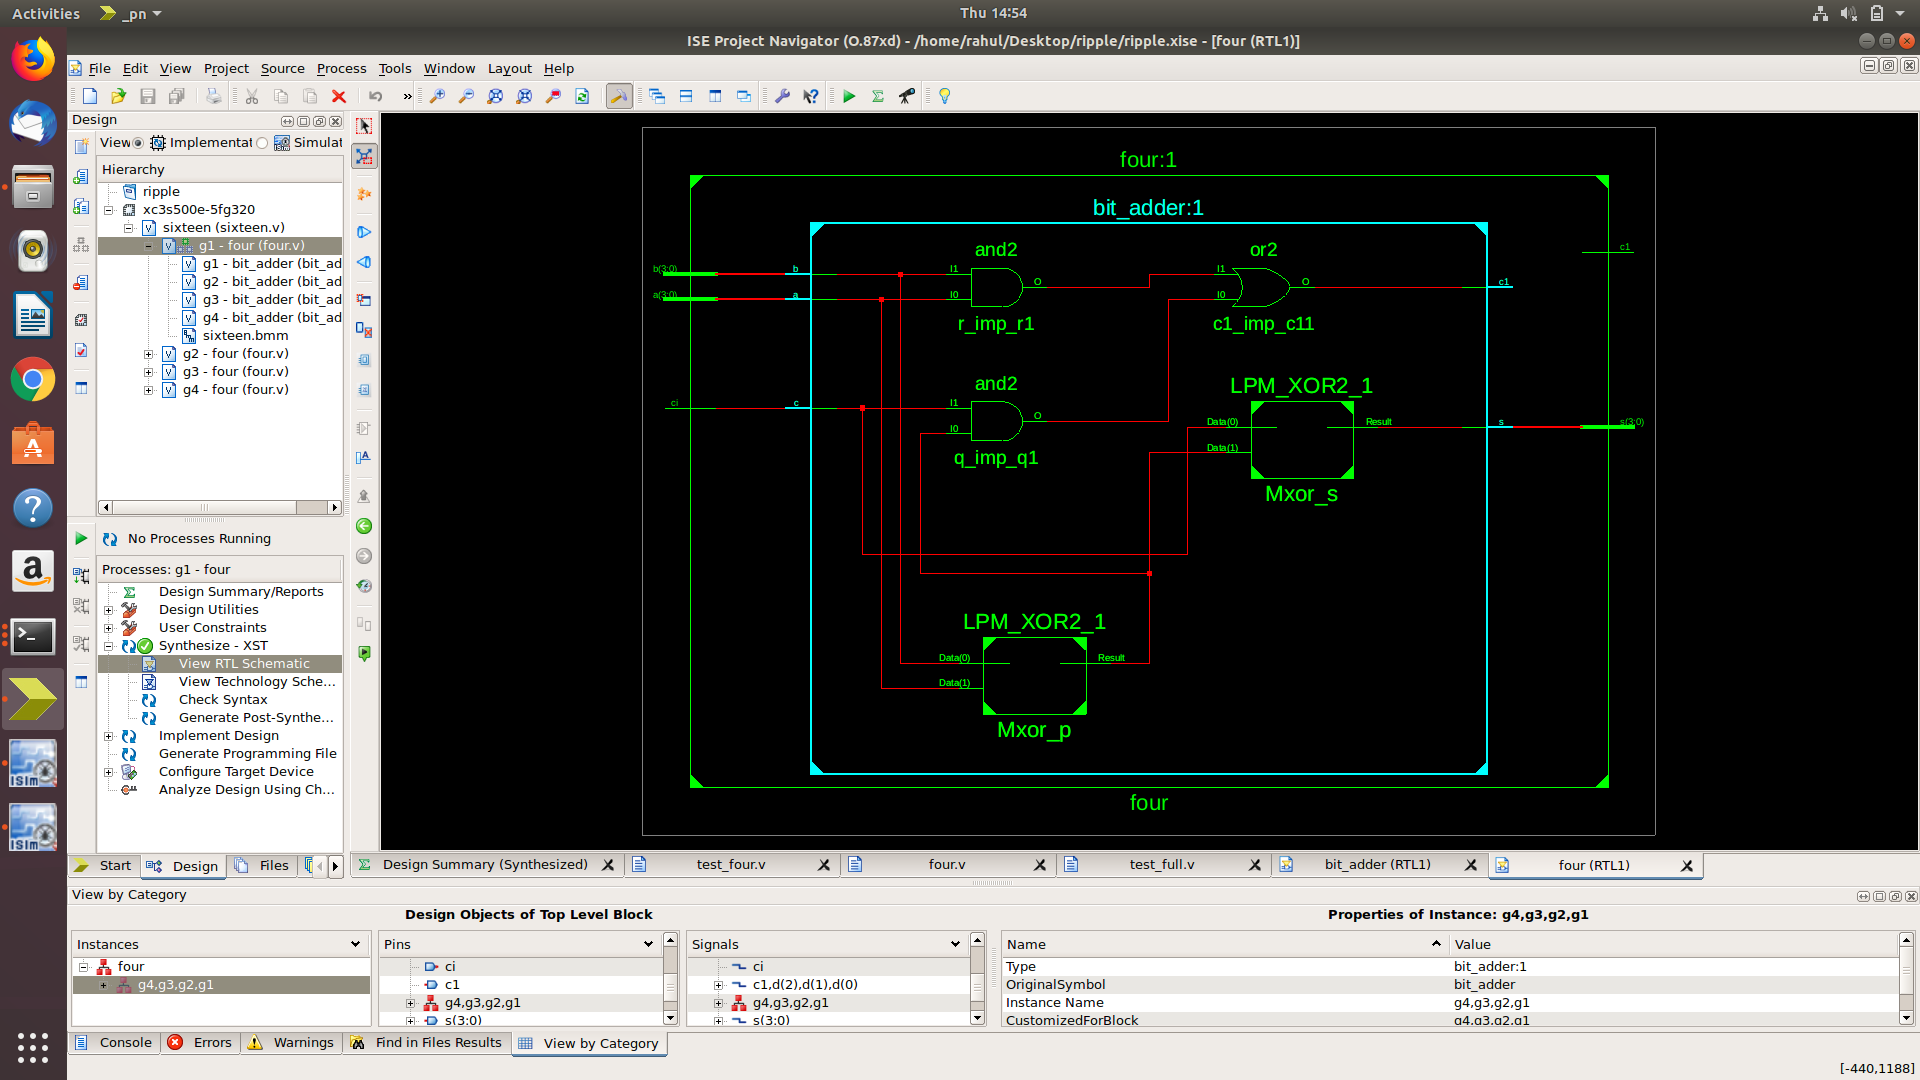 Activities
_pn
Thu 14:54
ISE Project Navigator (O.87xd) - /home/rahul/Desktop/ripple/ripple.xise - [four (RTL1)]
File Edit View Project Source Process Tools Window Layout Help
Design
View Implementat Simulat
Hierarchy
ripple
xc3s500e-5fg320
sixteen (sixteen.v)
g1 - four (four.v)
g1 - bit_adder (bit_ad
g2 - bit_adder (bit_ad
g3 - bit_adder (bit_ad
g4 - bit_adder (bit_ad
sixteen.bmm
g2 - four (four.v)
g3 - four (four.v)
g4 - four (four.v)
No Processes Running
Processes: g1 - four
Design Summary/Reports
Design Utilities
User Constraints
Synthesize - XST
View RTL Schematic
View Technology Sche...
Check Syntax
Generate Post-Synthe...
Implement Design
Generate Programming File
Configure Target Device
Analyze Design Using Ch...
Start Design Files
four:1
bit_adder:1
and2
or2
c1
b(3:0)
b
I1
O
I1
O
c1
a(3:0)
a
I0
I0
r_imp_r1
c1_imp_c11
and2
LPM_XOR2_1
ci
c
I1
O
I0
Data(0)
Result
s
s(3:0)
Data(1)
q_imp_q1
Mxor_s
LPM_XOR2_1
Data(0)
Result
Data(1)
Mxor_p
four
Design Summary (Synthesized) test_four.v four.v test_full.v bit_adder (RTL1) four (RTL1)
View by Category
Design Objects of Top Level Block
Properties of Instance: g4,g3,g2,g1
Instances
four
g4,g3,g2,g1
Pins
ci
c1
g4,g3,g2,g1
s(3:0)
Signals
ci
c1,d(2),d(1),d(0)
g4,g3,g2,g1
s(3:0)
Name Value
Type bit_adder:1
OriginalSymbol bit_adder
Instance Name g4,g3,g2,g1
CustomizedForBlock g4,g3,g2,g1
Console Errors Warnings Find in Files Results View by Category
[-440,1188]
ISim
ISim